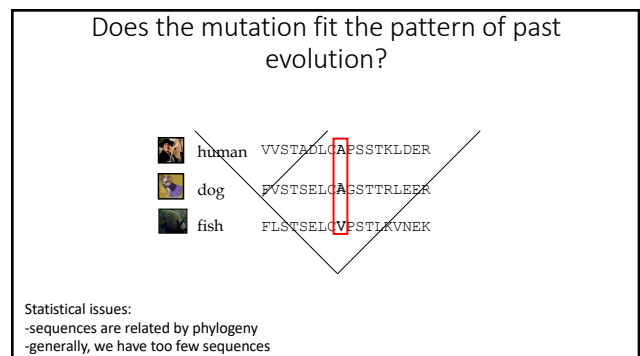 Does the mutation fit the pattern of past
evolution?
human VVSTADLCAPSSTKLDER
dog FVSTSELCAGSTTRLEER
fish FLSTSELCVPSTLKVNEK
Statistical issues:
-sequences are related by phylogeny
-generally, we have too few sequences